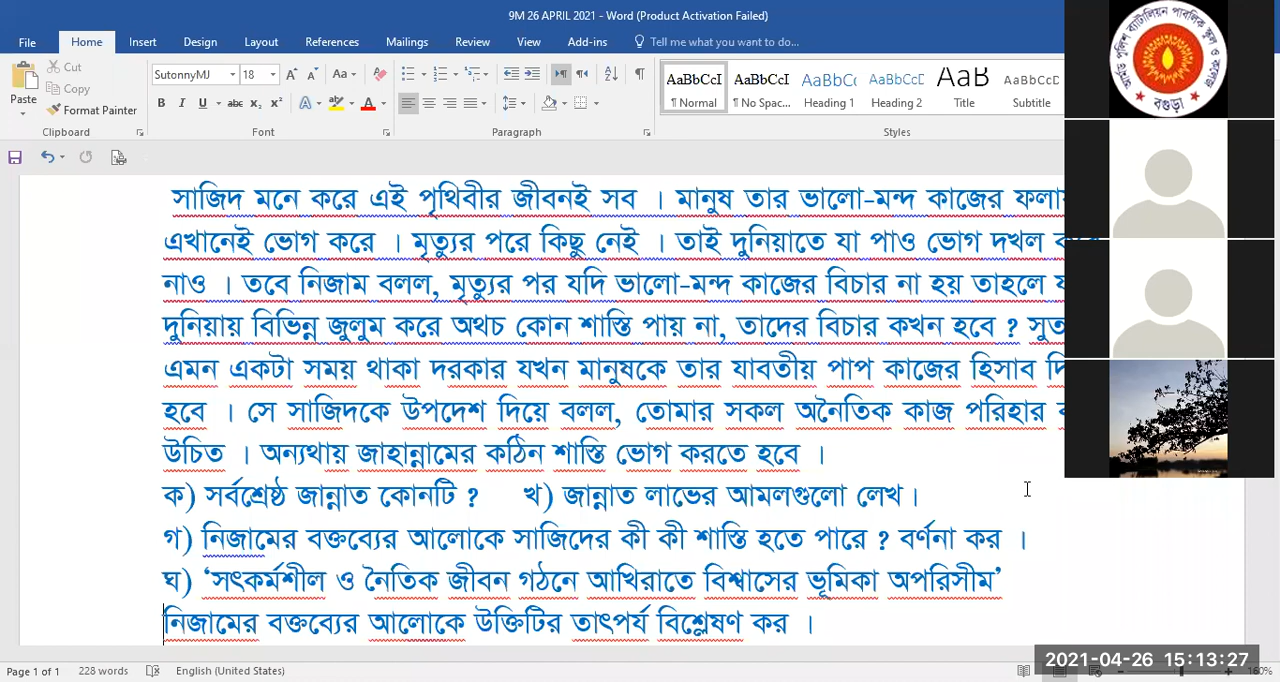 9M 26 APRIL 2021 - Word (Product Activation Failed)
File Home Insert Design Layout References Mailings Review View Add-ins Tell me what you want to do...
Cut
Copy
Paste Format Painter
Clipboard
SutonnyMJ 18
Font
Paragraph
AaBbCcI AaBbCcI AaBbCc AaBbCcI AaB AaBbCcD
¶ Normal ¶ No Spac... Heading 1 Heading 2 Title Subtitle
Styles
সাজিদ মনে করে এই পৃথিবীর জীবনই সব । মানুষ তার ভালো-মন্দ কাজের
এখানেই ভোগ করে । মৃত্যুর পরে কিছু নেই । তাই দুনিয়াতে যা পাও ভোগ দখল
নাও । তবে নিজাম বলল, মৃত্যুর পর যদি ভালো-মন্দ কাজের বিচার না হয় তাহলে
দুনিয়ায় বিভিন্ন জুলুম করে অথচ কোন শাস্তি পায় না, তাদের বিচার কখন হবে ?
এমন একটা সময় থাকা দরকার যখন মানুষকে তার যাবতীয় পাপ কাজের হিসাব
হবে । সে সাজিদকে উপদেশ দিয়ে বলল, তোমার সকল অনৈতিক কাজ পরিহার
উচিত । অন্যথায় জাহান্নামের কঠিন শাস্তি ভোগ করতে হবে ।
ক) সর্বশ্রেষ্ঠ জান্নাত কোনটি ? খ) জান্নাত লাভের আমলগুলো লেখ।
গ) নিজামের বক্তব্যের আলোকে সাজিদের কী কী শাস্তি হতে পারে ? বর্ণনা কর ।
ঘ) ‘সৎকর্মশীল ও নৈতিক জীবন গঠনে আখিরাতে বিশ্বাসের ভূমিকা অপরিসীম’
নিজামের বক্তব্যের আলোকে উক্তিটির তাৎপর্য বিশ্লেষণ কর ।
Page 1 of 1 228 words English (United States) 160%
2021-04-26 15:13:27
বগুড়া